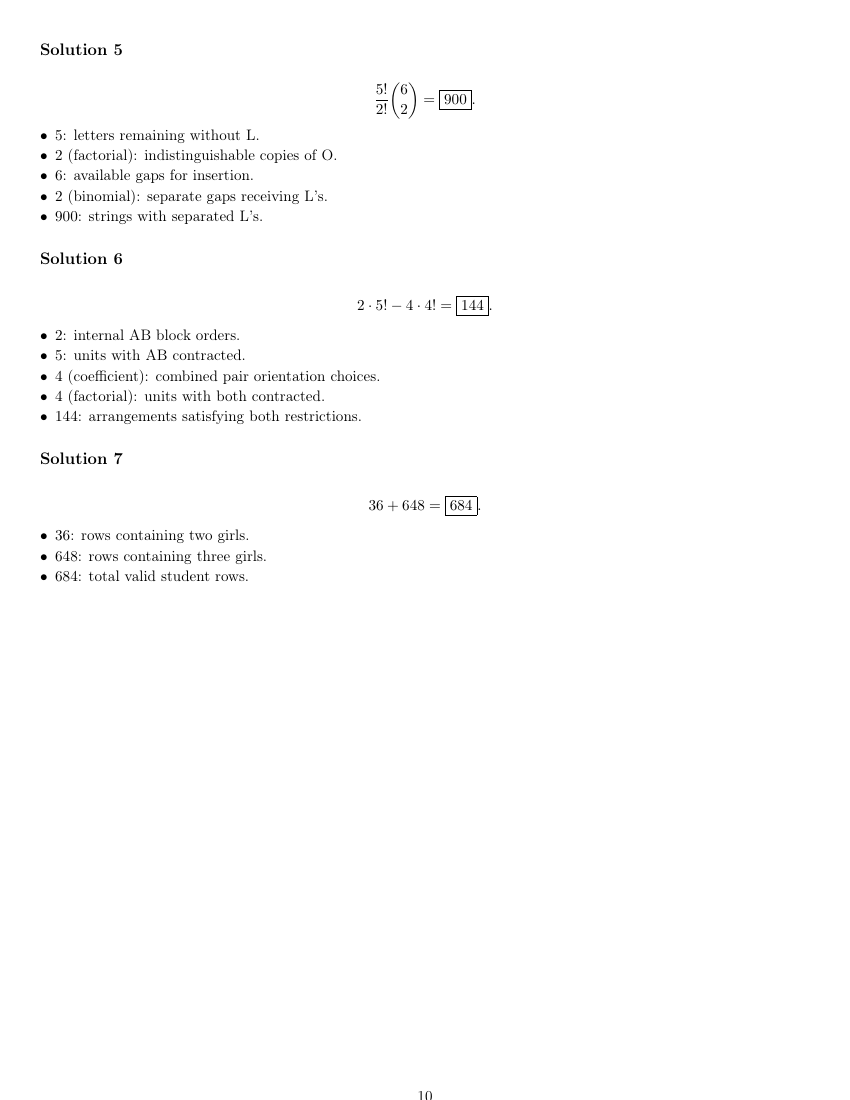 Solution 5
5!/2! (6 2) = 900.
• 5: letters remaining without L.
• 2 (factorial): indistinguishable copies of O.
• 6: available gaps for insertion.
• 2 (binomial): separate gaps receiving L's.
• 900: strings with separated L's.
Solution 6
2 · 5! − 4 · 4! = 144.
• 2: internal AB block orders.
• 5: units with AB contracted.
• 4 (coefficient): combined pair orientation choices.
• 4 (factorial): units with both contracted.
• 144: arrangements satisfying both restrictions.
Solution 7
36 + 648 = 684.
• 36: rows containing two girls.
• 648: rows containing three girls.
• 684: total valid student rows.
10